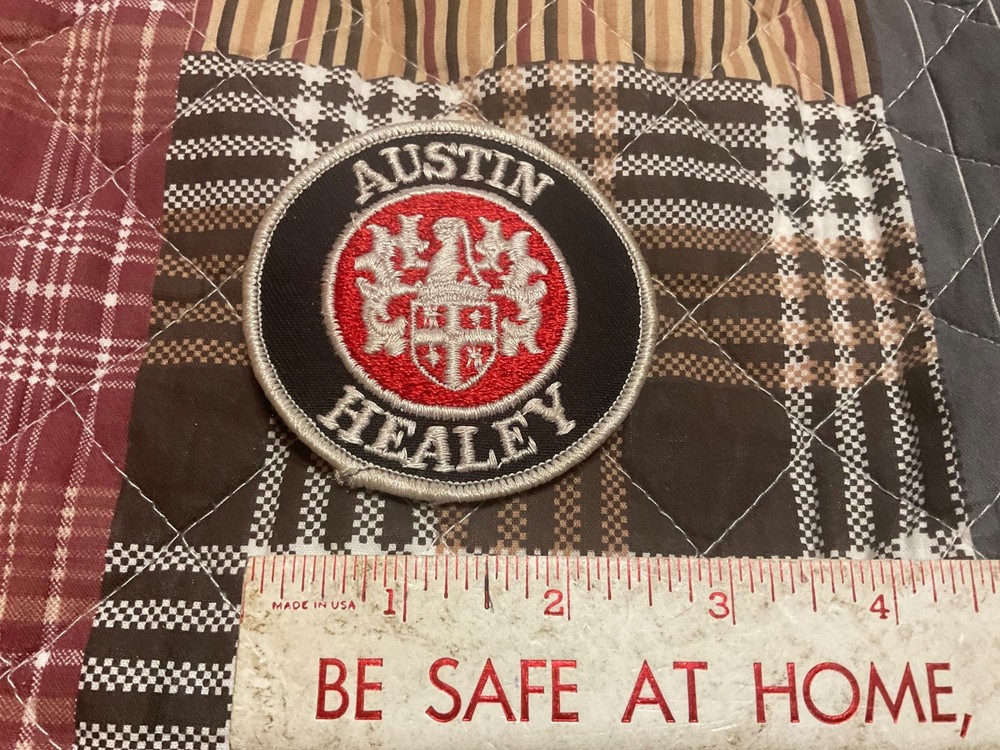 AUSTIN
HEALEY
1 2 3 4
MADE IN USA
BE SAFE AT HOME,